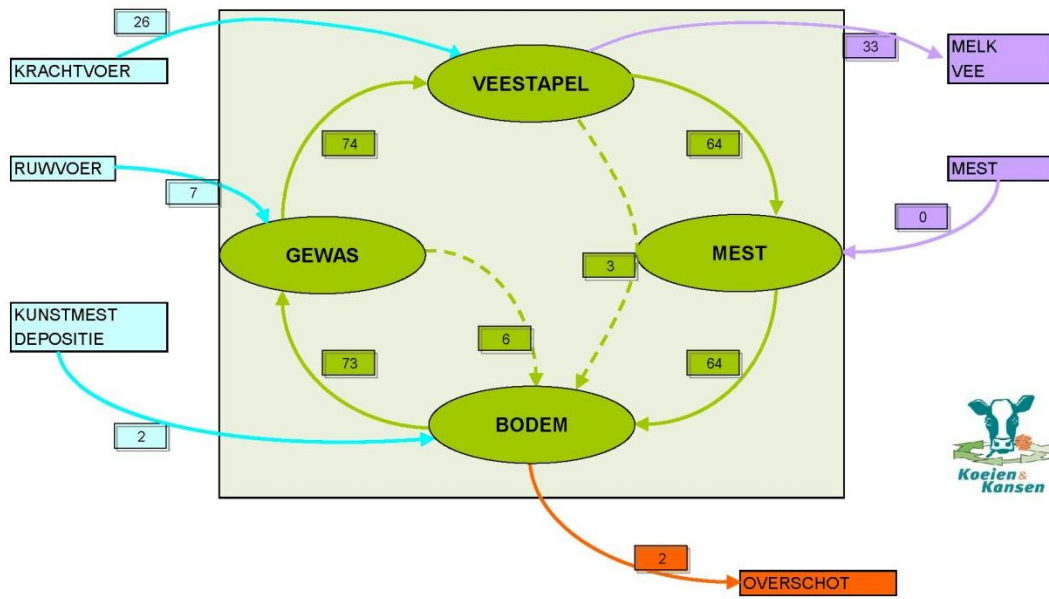 26
33
KRACHTVOER
VEESTAPEL
MELK
VEE
74
64
RUWVOER
MEST
7
0
GEWAS
3
MEST
KUNSTMEST
DEPOSITIE
6
73
64
2
BODEM
Koeien &
Kansen
2
OVERSCHOT